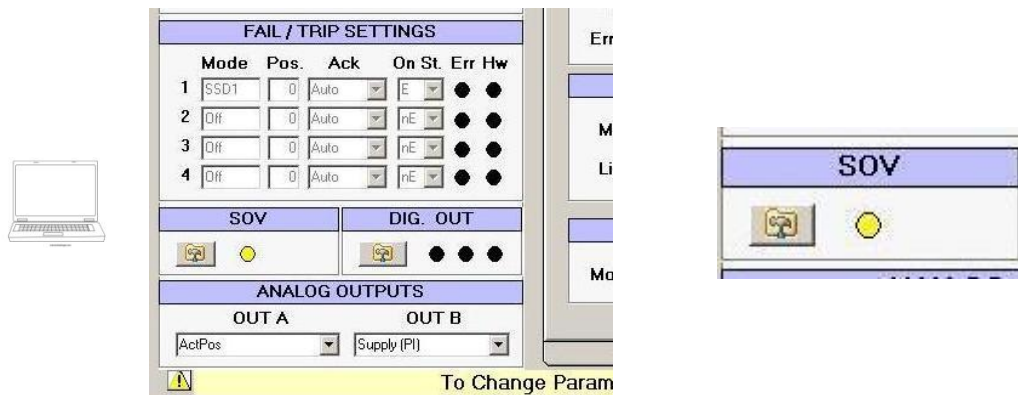 FAIL / TRIP SETTINGS
Mode Pos. Ack On St. Err Hw
1 SSD1 0 Auto E
2 Off 0 Auto nE
3 Off 0 Auto nE
4 Off 0 Auto nE
SOV DIG. OUT
ANALOG OUTPUTS
OUT A OUT B
ActPos Supply (PI)
To Change Param
Err
M
Li
Mo
SOV